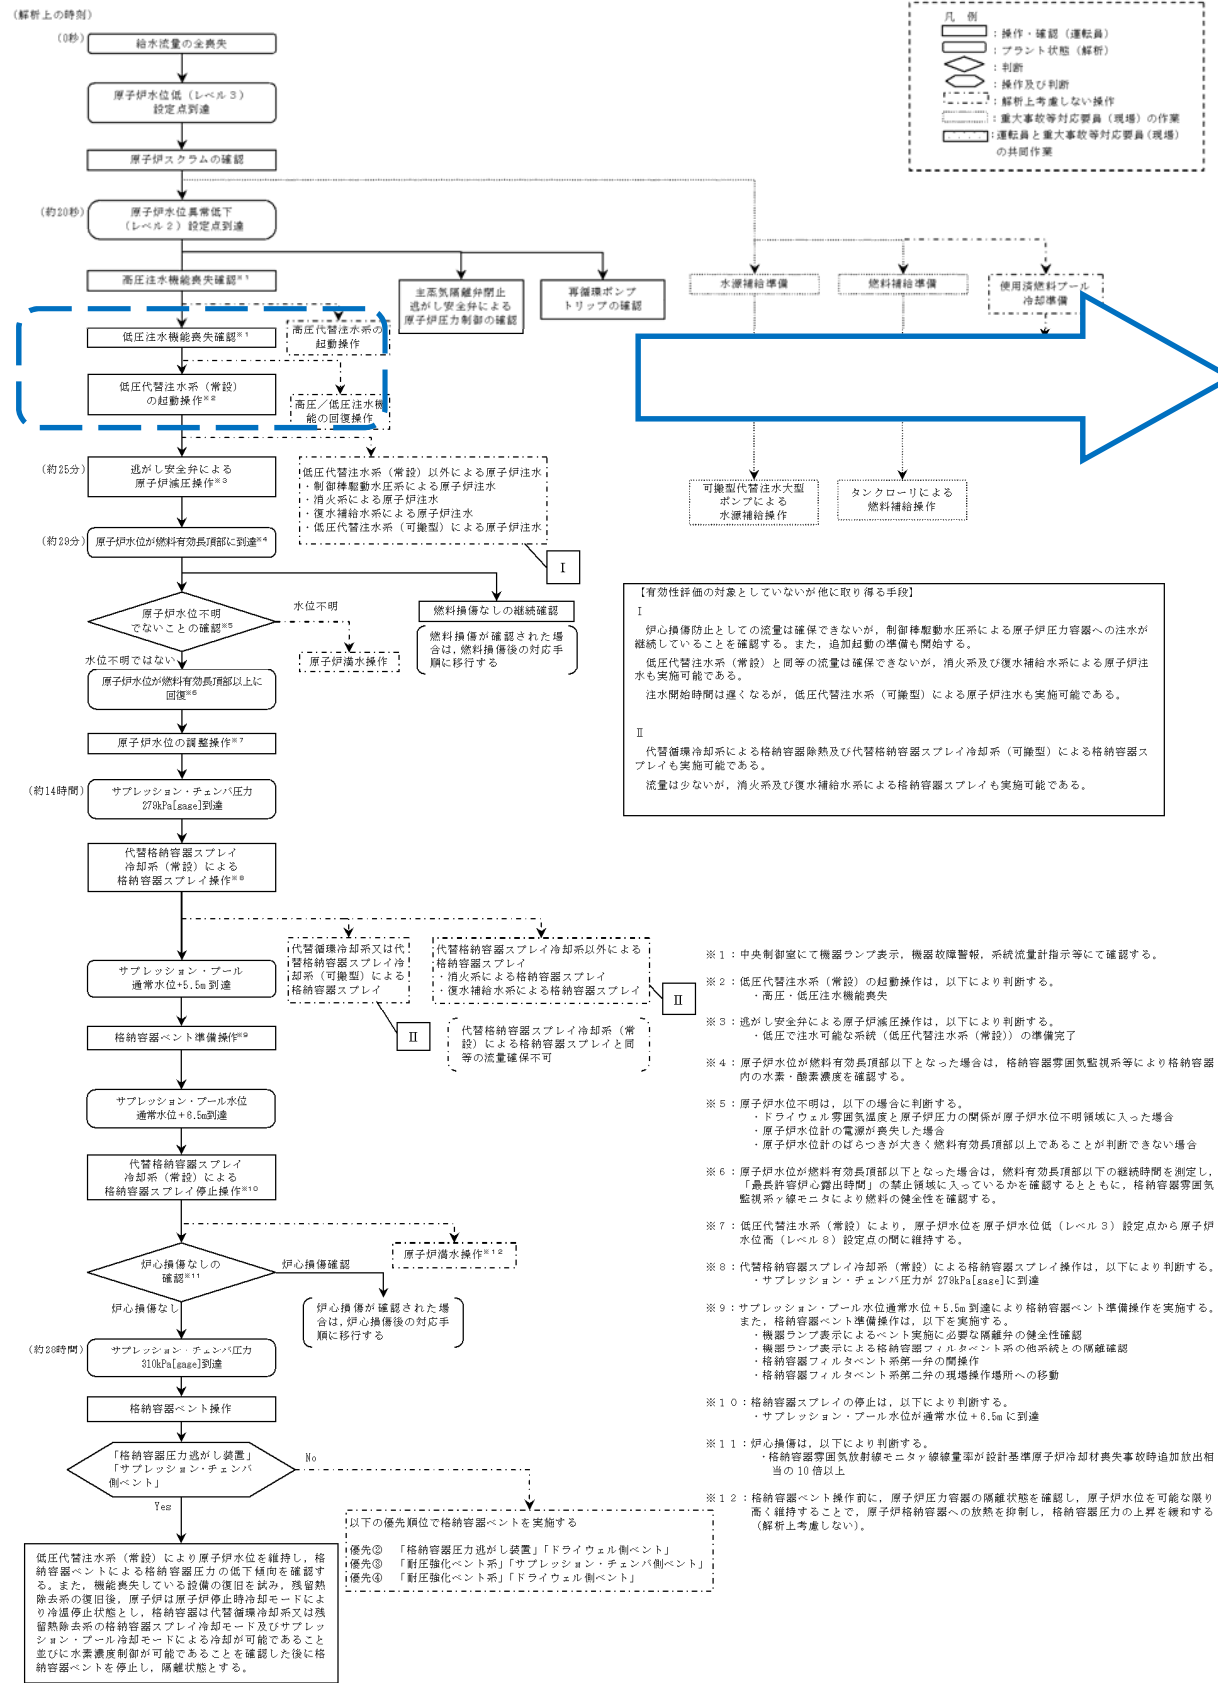 (解析上の時刻)
(0秒)
給水流量の全喪失
原子炉水位低（レベル３）
設定点到達
原子炉スクラムの確認
(約20秒)
原子炉水位異常低下
（レベル２）設定点到達
高圧注水機能喪失確認※１
主蒸気隔離弁閉止
逃がし安全弁による
原子炉圧力制御の確認
再循環ポンプ
トリップの確認
水源補給準備
燃料補給準備
使用済燃料プール
冷却準備
低圧注水機能喪失確認※１
高圧代替注水系の
起動操作
低圧代替注水系（常設）
の起動操作※２
高圧／低圧注水機
能の回復操作
(約25分)
逃がし安全弁による
原子炉減圧操作※３
低圧代替注水系（常設）以外による原子炉注水
・制御棒駆動水圧系による原子炉注水
・消火系による原子炉注水
・復水補給水系による原子炉注水
・低圧代替注水系（可搬型）による原子炉注水
可搬型代替注水大型
ポンプによる
水源補給操作
タンクローリによる
燃料補給操作
(約29分)
原子炉水位が燃料有効長頂部に到達※４
Ⅰ
原子炉水位不明
でないことの確認※５
水位不明
原子炉満水操作
燃料損傷なしの継続確認
燃料損傷が確認された場
合は，燃料損傷後の対応手
順に移行する
水位不明ではない
原子炉水位が燃料有効長頂部以上に
回復※６
原子炉水位の調整操作※７
(約14時間)
サプレッション・チェンバ圧力
279kPa[gage]到達
代替格納容器スプレイ
冷却系（常設）による
格納容器スプレイ操作※８
サプレッション・プール
通常水位+5.5m 到達
代替循環冷却系又は代
替格納容器スプレイ冷
却系（可搬型）による
格納容器スプレイ
代替格納容器スプレイ冷却系以外による
格納容器スプレイ
・消火系による格納容器スプレイ
・復水補給水系による格納容器スプレイ
Ⅱ
Ⅱ
代替格納容器スプレイ冷却系（常
設）による格納容器スプレイと同
等の流量確保不可
格納容器ベント準備操作※９
サプレッション・プール水位
通常水位＋6.5m到達
代替格納容器スプレイ
冷却系（常設）による
格納容器スプレイ停止操作※１０
原子炉満水操作※１２
炉心損傷なしの
確認※１１
炉心損傷確認
炉心損傷が確認された場
合は，炉心損傷後の対応手
順に移行する
炉心損傷なし
(約28時間)
サプレッション・チェンバ圧力
310kPa[gage]到達
格納容器ベント操作
「格納容器圧力逃がし装置」
「サプレッション・チェンバ
側ベント」
No
Yes
以下の優先順位で格納容器ベントを実施する
優先②　「格納容器圧力逃がし装置」「ドライウェル側ベント」
優先③　「耐圧強化ベント系」「サプレッション・チェンバ側ベント」
優先④　「耐圧強化ベント系」「ドライウェル側ベント」
低圧代替注水系（常設）により原子炉水位を維持し，格
納容器ベントによる格納容器圧力の低下傾向を確認す
る。また，機能喪失している設備の復旧を試み，残留熱
除去系の復旧後，原子炉は原子炉停止時冷却モードによ
り冷温停止状態とし，格納容器は代替循環冷却系又は残
留熱除去系の格納容器スプレイ冷却モード及びサプレッ
ション・プール冷却モードによる冷却が可能であること
並びに水素濃度制御が可能であることを確認した後に格
納容器ベントを停止し，隔離状態とする。
凡　例
：操作・確認（運転員）
：プラント状態（解析）
：判断
：操作及び判断
：解析上考慮しない操作
：重大事故等対応要員（現場）の作業
：運転員と重大事故等対応要員（現場）
の共同作業
【有効性評価の対象としていないが他に取り得る手段】
Ⅰ
炉心損傷防止としての流量は確保できないが，制御棒駆動水圧系による原子炉圧力容器への注水が
継続していることを確認する。また，追加起動の準備も開始する。
低圧代替注水系（常設）と同等の流量は確保できないが，消火系及び復水補給水系による原子炉注
水も実施可能である。
注水開始時間は遅くなるが，低圧代替注水系（可搬型）による原子炉注水も実施可能である。
Ⅱ
代替循環冷却系による格納容器除熱及び代替格納容器スプレイ冷却系（可搬型）による格納容器ス
プレイも実施可能である。
流量は少ないが，消火系及び復水補給水系による格納容器スプレイも実施可能である。
※１：中央制御室にて機器ランプ表示，機器故障警報，系統流量計指示等にて確認する。
※２：低圧代替注水系（常設）の起動操作は，以下により判断する。
・高圧・低圧注水機能喪失
※３：逃がし安全弁による原子炉減圧操作は，以下により判断する。
・低圧で注水可能な系統（低圧代替注水系（常設））の準備完了
※４：原子炉水位が燃料有効長頂部以下となった場合は，格納容器雰囲気監視系等により格納容器
内の水素・酸素濃度を確認する。
※５：原子炉水位不明は，以下の場合に判断する。
・ドライウェル雰囲気温度と原子炉圧力の関係が原子炉水位不明領域に入った場合
・原子炉水位計の電源が喪失した場合
・原子炉水位計のばらつきが大きく燃料有効長頂部以上であることが判断できない場合
※６：原子炉水位が燃料有効長頂部以下となった場合は，燃料有効長頂部以下の継続時間を測定し，
「最長許容炉心露出時間」の禁止領域に入っているかを確認するとともに，格納容器雰囲気
監視系γ線モニタにより燃料の健全性を確認する。
※７：低圧代替注水系（常設）により，原子炉水位を原子炉水位低（レベル３）設定点から原子炉
水位高（レベル８）設定点の間に維持する。
※８：代替格納容器スプレイ冷却系（常設）による格納容器スプレイ操作は，以下により判断する。
・サプレッション・チェンバ圧力が 279kPa[gage]に到達
※９：サプレッション・プール水位通常水位＋5.5m 到達により格納容器ベント準備操作を実施する。
また，格納容器ベント準備操作は，以下を実施する。
・機器ランプ表示によるベント実施に必要な隔離弁の健全性確認
・機器ランプ表示による格納容器フィルタベント系の他系統との隔離確認
・格納容器フィルタベント系第一弁の開操作
・格納容器フィルタベント系第二弁の現場操作場所への移動
※１０：格納容器スプレイの停止は，以下により判断する。
・サプレッション・プール水位が通常水位＋6.5m に到達
※１１：炉心損傷は，以下により判断する。
・格納容器雰囲気放射線モニタγ線線量率が設計基準原子炉冷却材喪失事故時追加放出相
当の 10 倍以上
※１２：格納容器ベント操作前に，原子炉圧力容器の隔離状態を確認し，原子炉水位を可能な限り
高く維持することで，原子炉格納容器への放熱を抑制し，格納容器圧力の上昇を緩和する
（解析上考慮しない）。